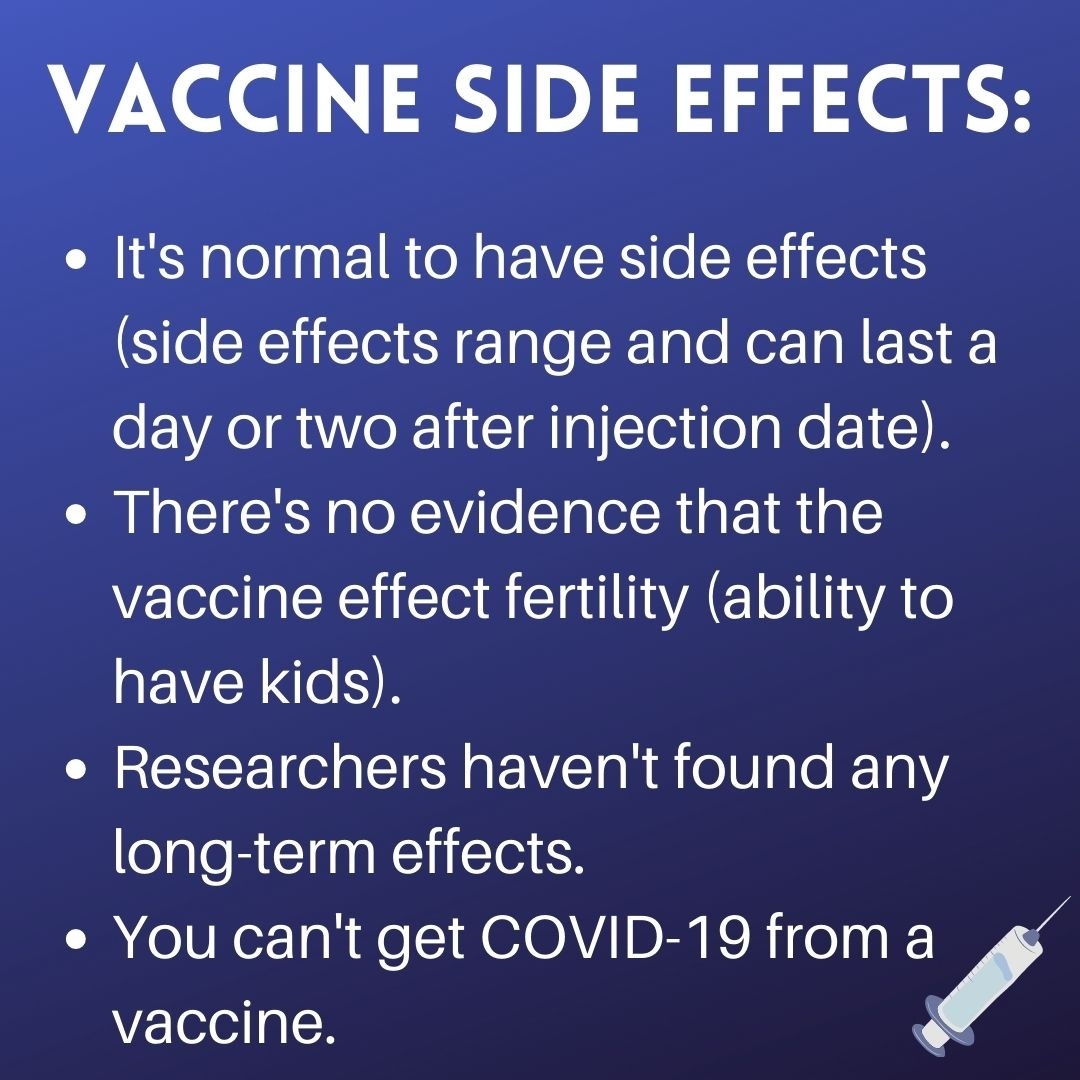 VACCINE SIDE EFFECTS:
• It's normal to have side effects
(side effects range and can last a
day or two after injection date).
• There's no evidence that the
vaccine effect fertility (ability to
have kids).
• Researchers haven't found any
long-term effects.
• You can't get COVID-19 from a
vaccine.